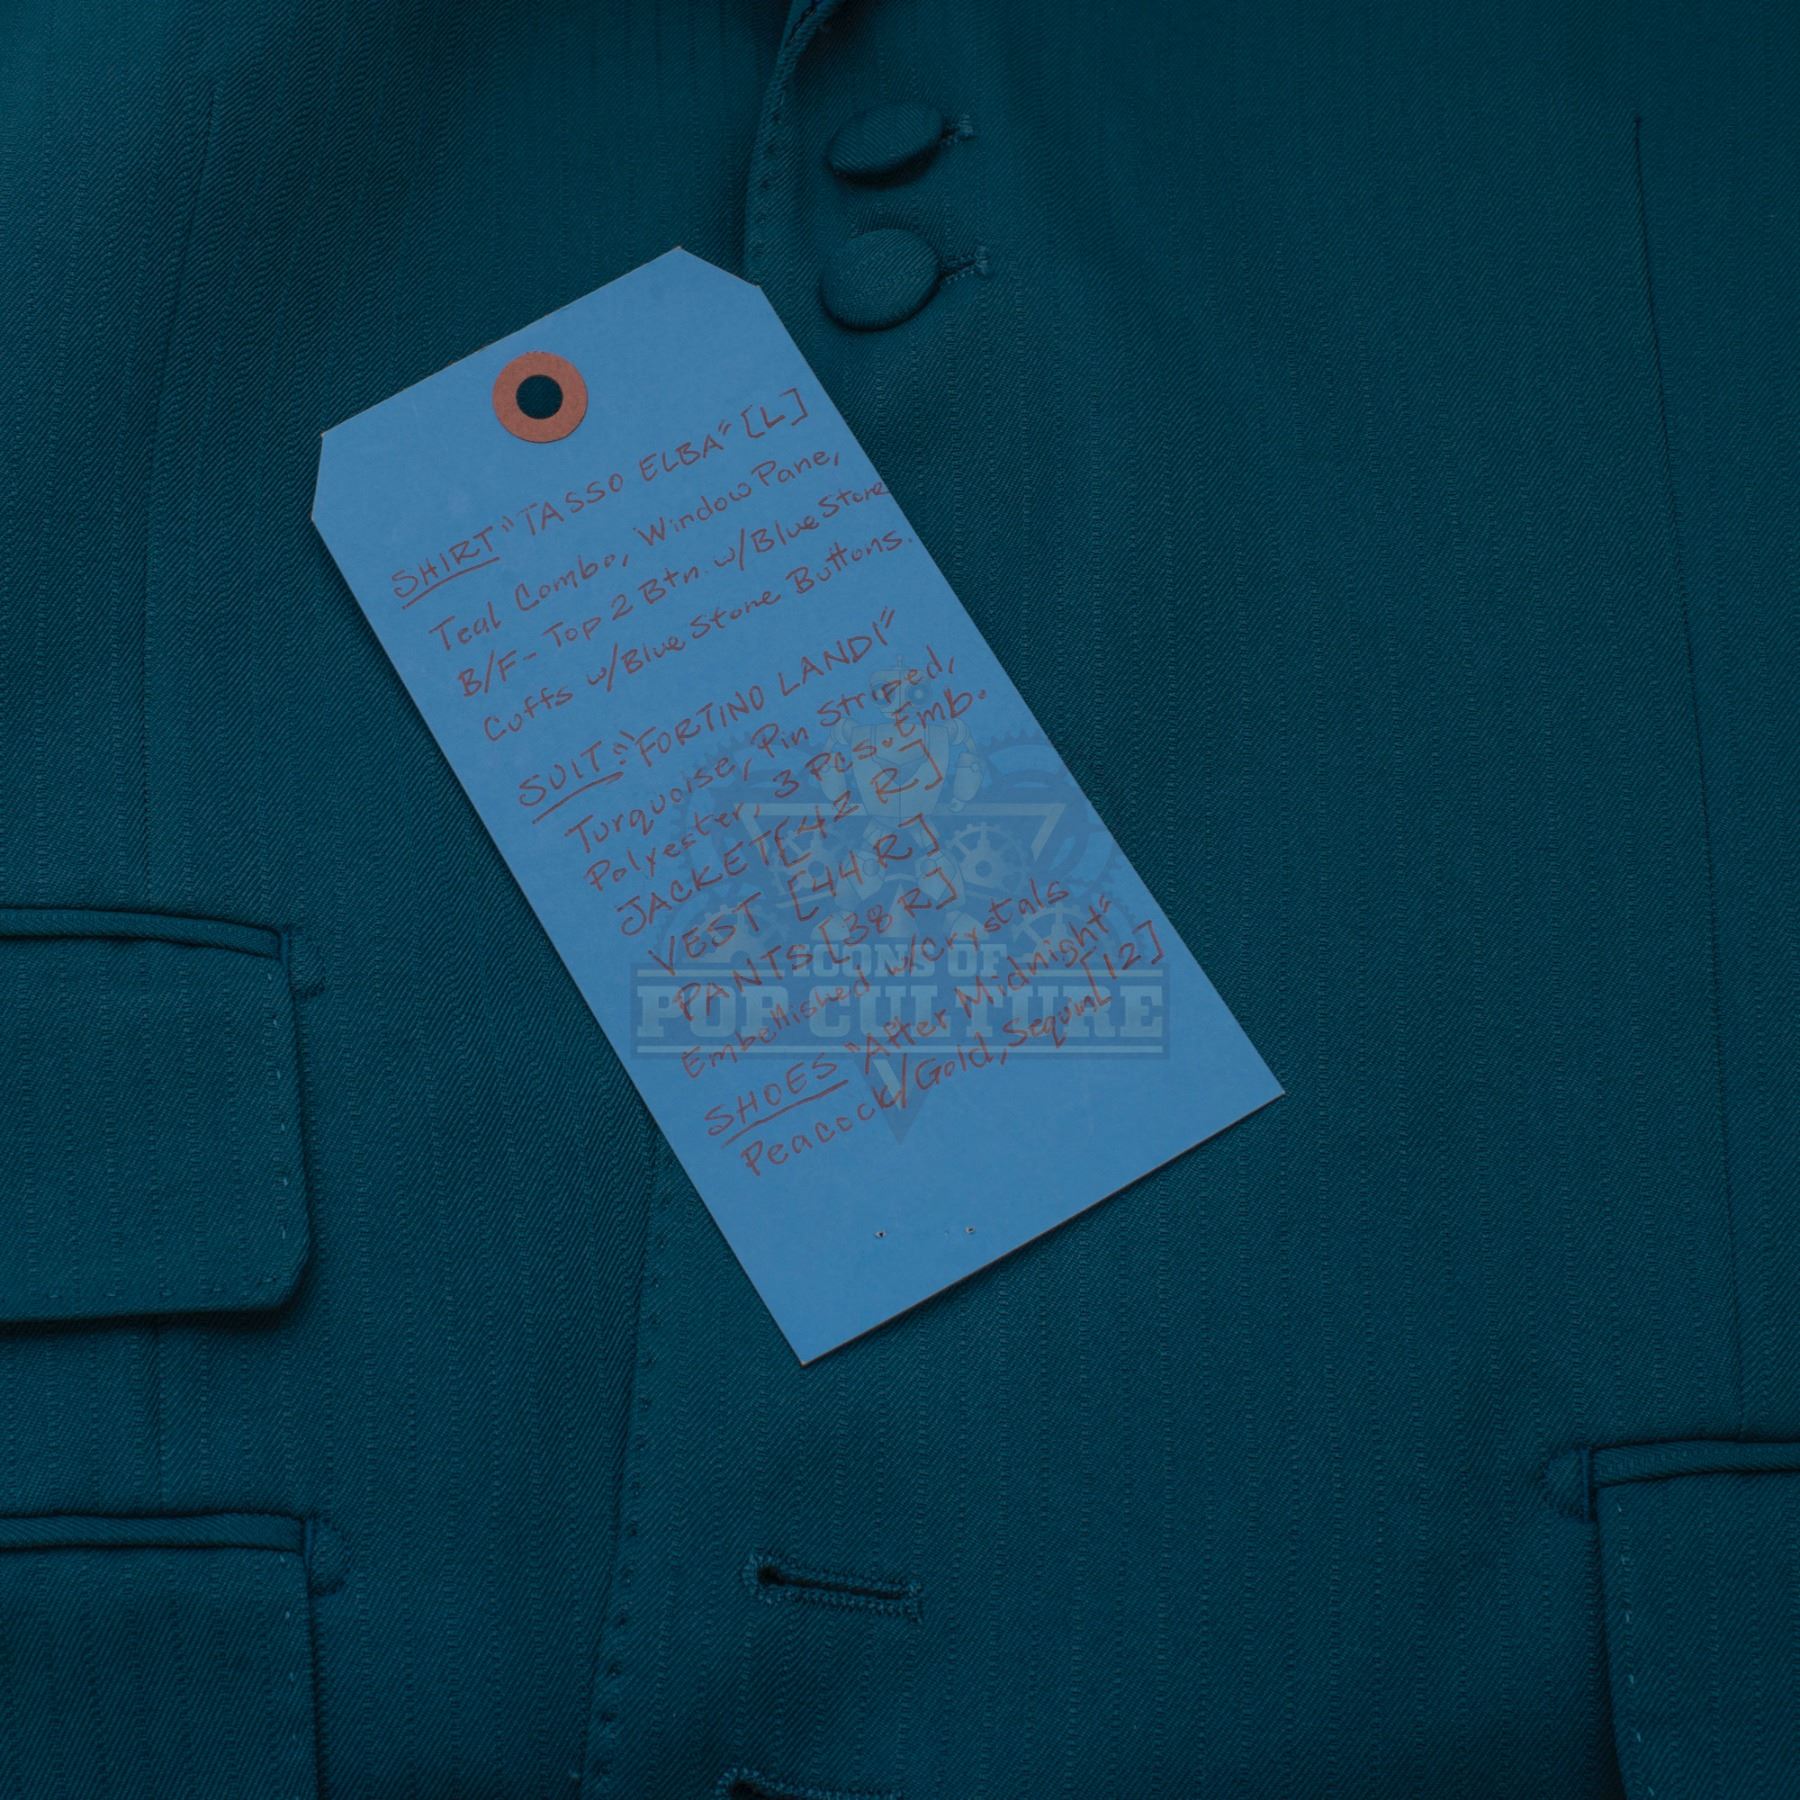 SHIRT "TASSO ELBA" [L]
Teal Combo, Window Pane,
B/F - Top 2 Btn. w/Blue Stone
Cuffs w/Blue Stone Buttons.
SUIT: "FORTINO LANDI"
Turquoise, Pin Striped,
Polyester, 3 Pcs. Emb.
JACKET [42 R]
VEST [44 R]
PANTS [38 R]
Embellished w/Crystals
SHOES "After Midnight"
Peacock/Gold, Sequin [12]
ICONS OF
POP CULTURE